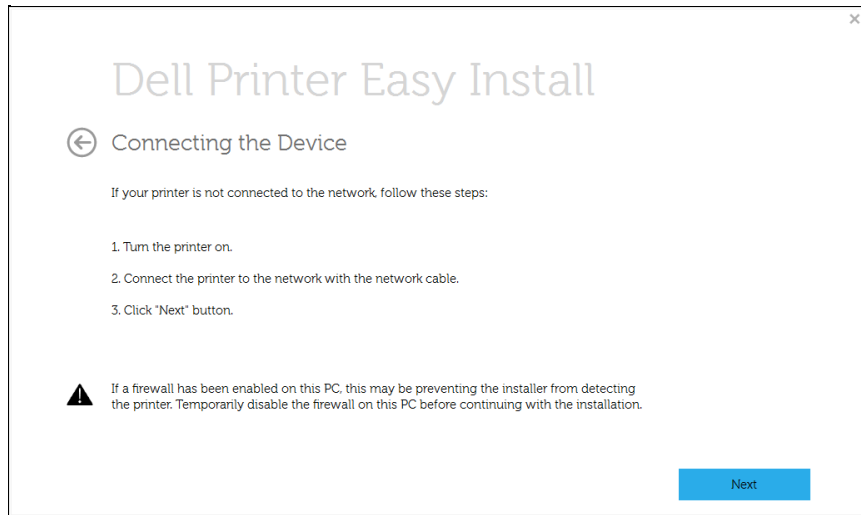 Dell Printer Easy Install
Connecting the Device
If your printer is not connected to the network, follow these steps:
1. Turn the printer on.
2. Connect the printer to the network with the network cable.
3. Click "Next" button.
If a firewall has been enabled on this PC, this may be preventing the installer from detecting
the printer. Temporarily disable the firewall on this PC before continuing with the installation.
Next